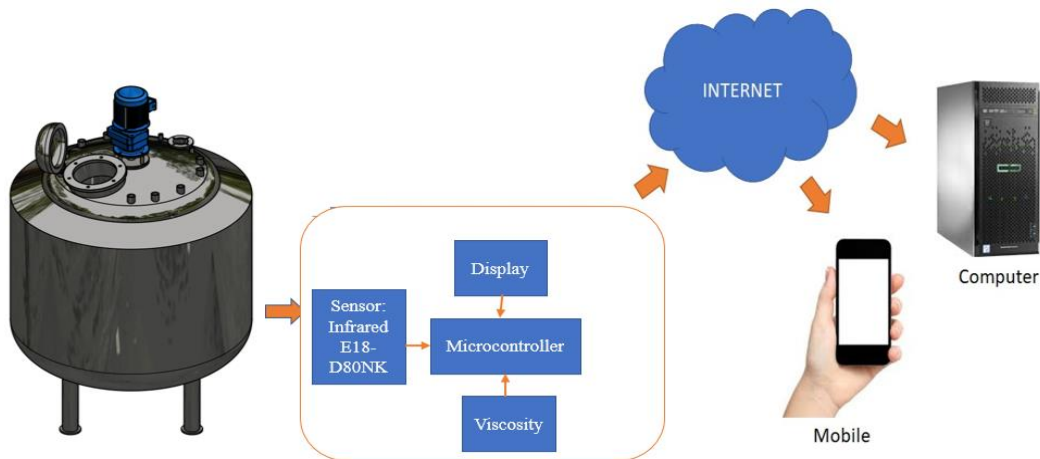 INTERNET
Display
Sensor:
Infrared
E18-
D80NK
Microcontroller
Viscosity
Computer
Mobile